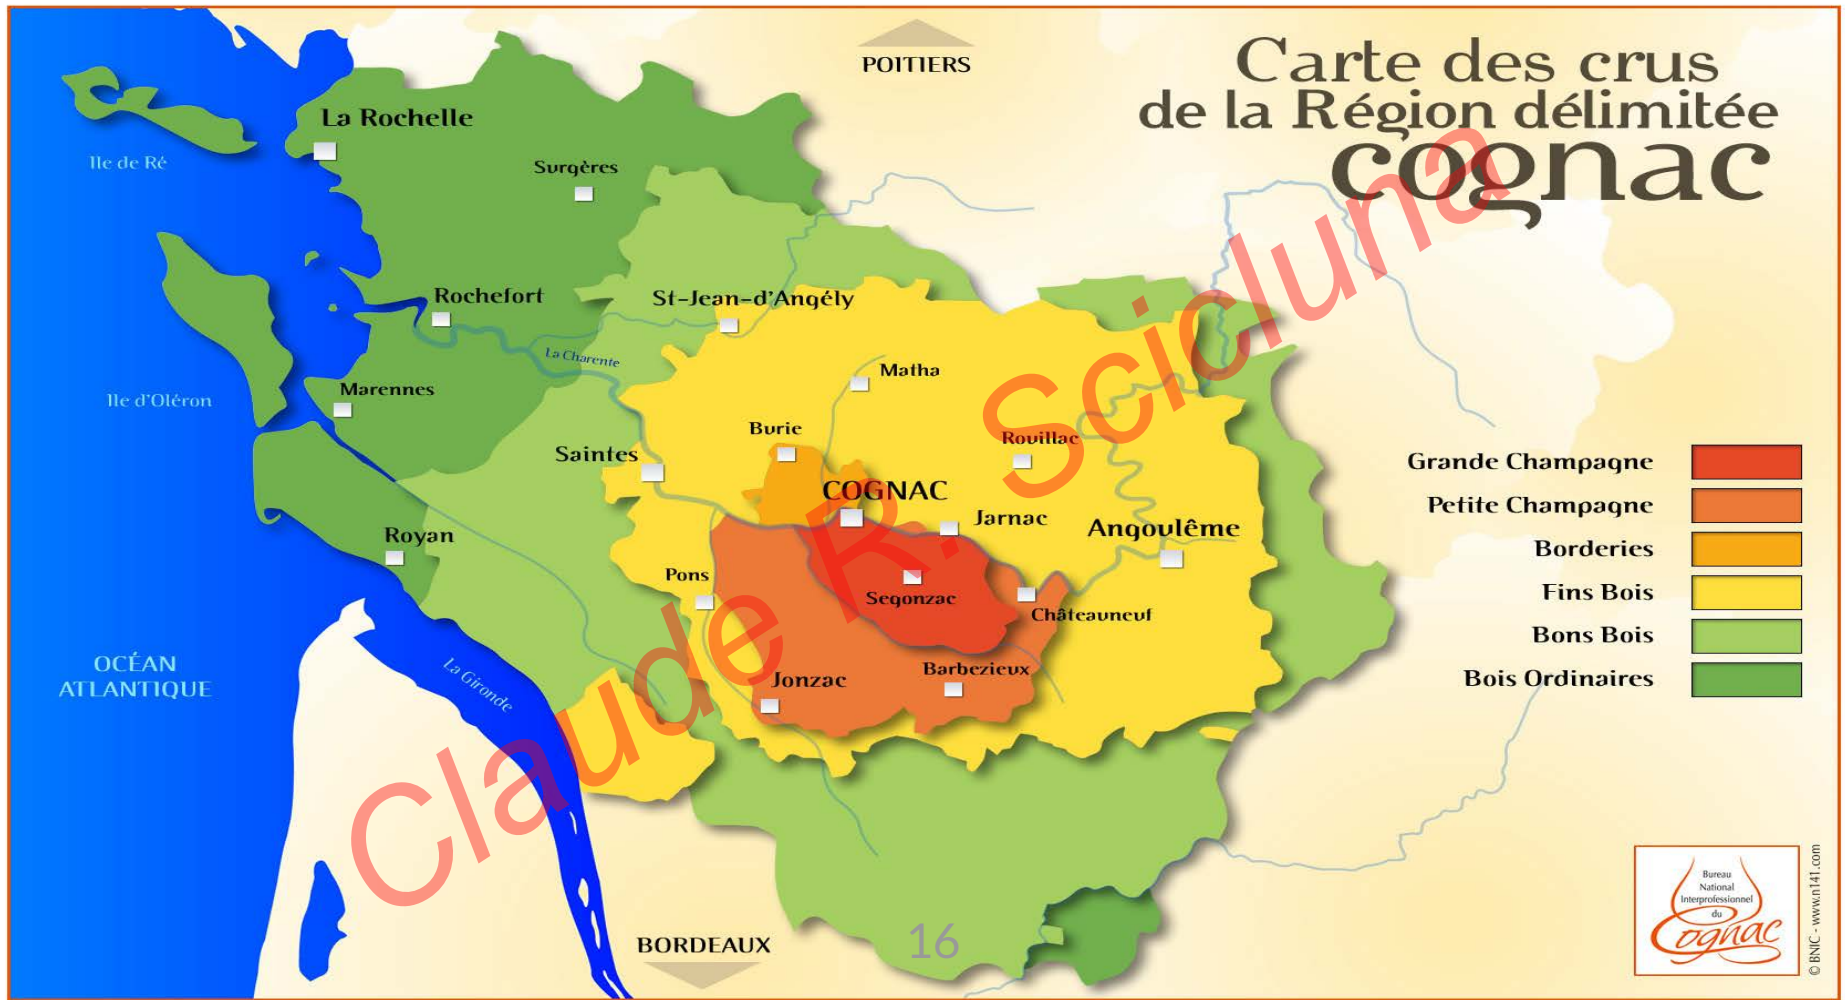 Carte des crus
de la Région délimitée
cognac
POITIERS
La Rochelle
Ile de Ré
Surgères
Rochefort
St-Jean-d'Angély
La Charente
Matha
Marennes
Ile d'Oléron
Burie
Rouillac
Saintes
COGNAC
Jarnac
Angoulême
Royan
Pons
Segonzac
Châteauneuf
Barbezieux
Jonzac
OCÉAN
ATLANTIQUE
La Gironde
Grande Champagne
Petite Champagne
Borderies
Fins Bois
Bons Bois
Bois Ordinaires
BORDEAUX
16
Claude R. Scicluna
Bureau
National
Interprofessionnel
du
Cognac
© BNIC - www.n141.com